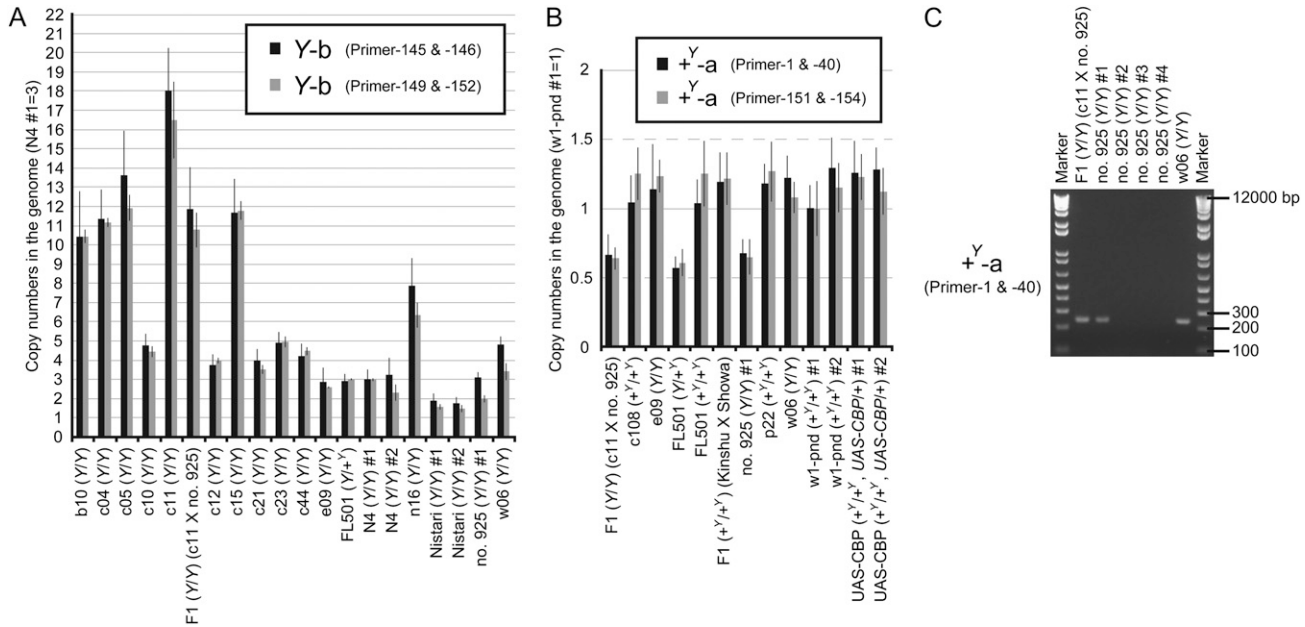 A
Copy numbers in the genome (N4 #1=3)
22
21
20
19
18
17
16
15
14
13
12
11
10
9
8
7
6
5
4
3
2
1
0
Y-b (Primer-145 & -146)
Y-b (Primer-149 & -152)
b10 (Y/Y)
c04 (Y/Y)
c05 (Y/Y)
c10 (Y/Y)
c11 (Y/Y)
F1 (Y/Y) (c11 X no. 925)
c12 (Y/Y)
c15 (Y/Y)
c21 (Y/Y)
c23 (Y/Y)
c44 (Y/Y)
e09 (Y/Y)
FL501 (Y/+Y)
N4 (Y/Y) #1
N4 (Y/Y) #2
n16 (Y/Y)
Nistari (Y/Y) #1
Nistari (Y/Y) #2
no. 925 (Y/Y) #1
w06 (Y/Y)
B
Copy numbers in the genome (w1-pnd #1=1)
2
1.5
1
0.5
0
+Y-a (Primer-1 & -40)
+Y-a (Primer-151 & -154)
F1 (Y/Y) (c11 X no. 925)
c108 (+Y/+Y)
e09 (Y/Y)
FL501 (Y/+Y)
FL501 (+Y/+Y)
F1 (+Y/+Y) (Kinshu X Showa)
no. 925 (Y/Y) #1
p22 (+Y/+Y)
w06 (Y/Y)
w1-pnd (+Y/+Y) #1
w1-pnd (+Y/+Y) #2
UAS-CBP (+Y/+Y, UAS-CBP/+) #1
UAS-CBP (+Y/+Y, UAS-CBP/+) #2
C
Marker
F1 (Y/Y) (c11 X no. 925)
no. 925 (Y/Y) #1
no. 925 (Y/Y) #2
no. 925 (Y/Y) #3
no. 925 (Y/Y) #4
w06 (Y/Y)
Marker
12000 bp
+Y-a
(Primer-1 & -40)
300
200
100